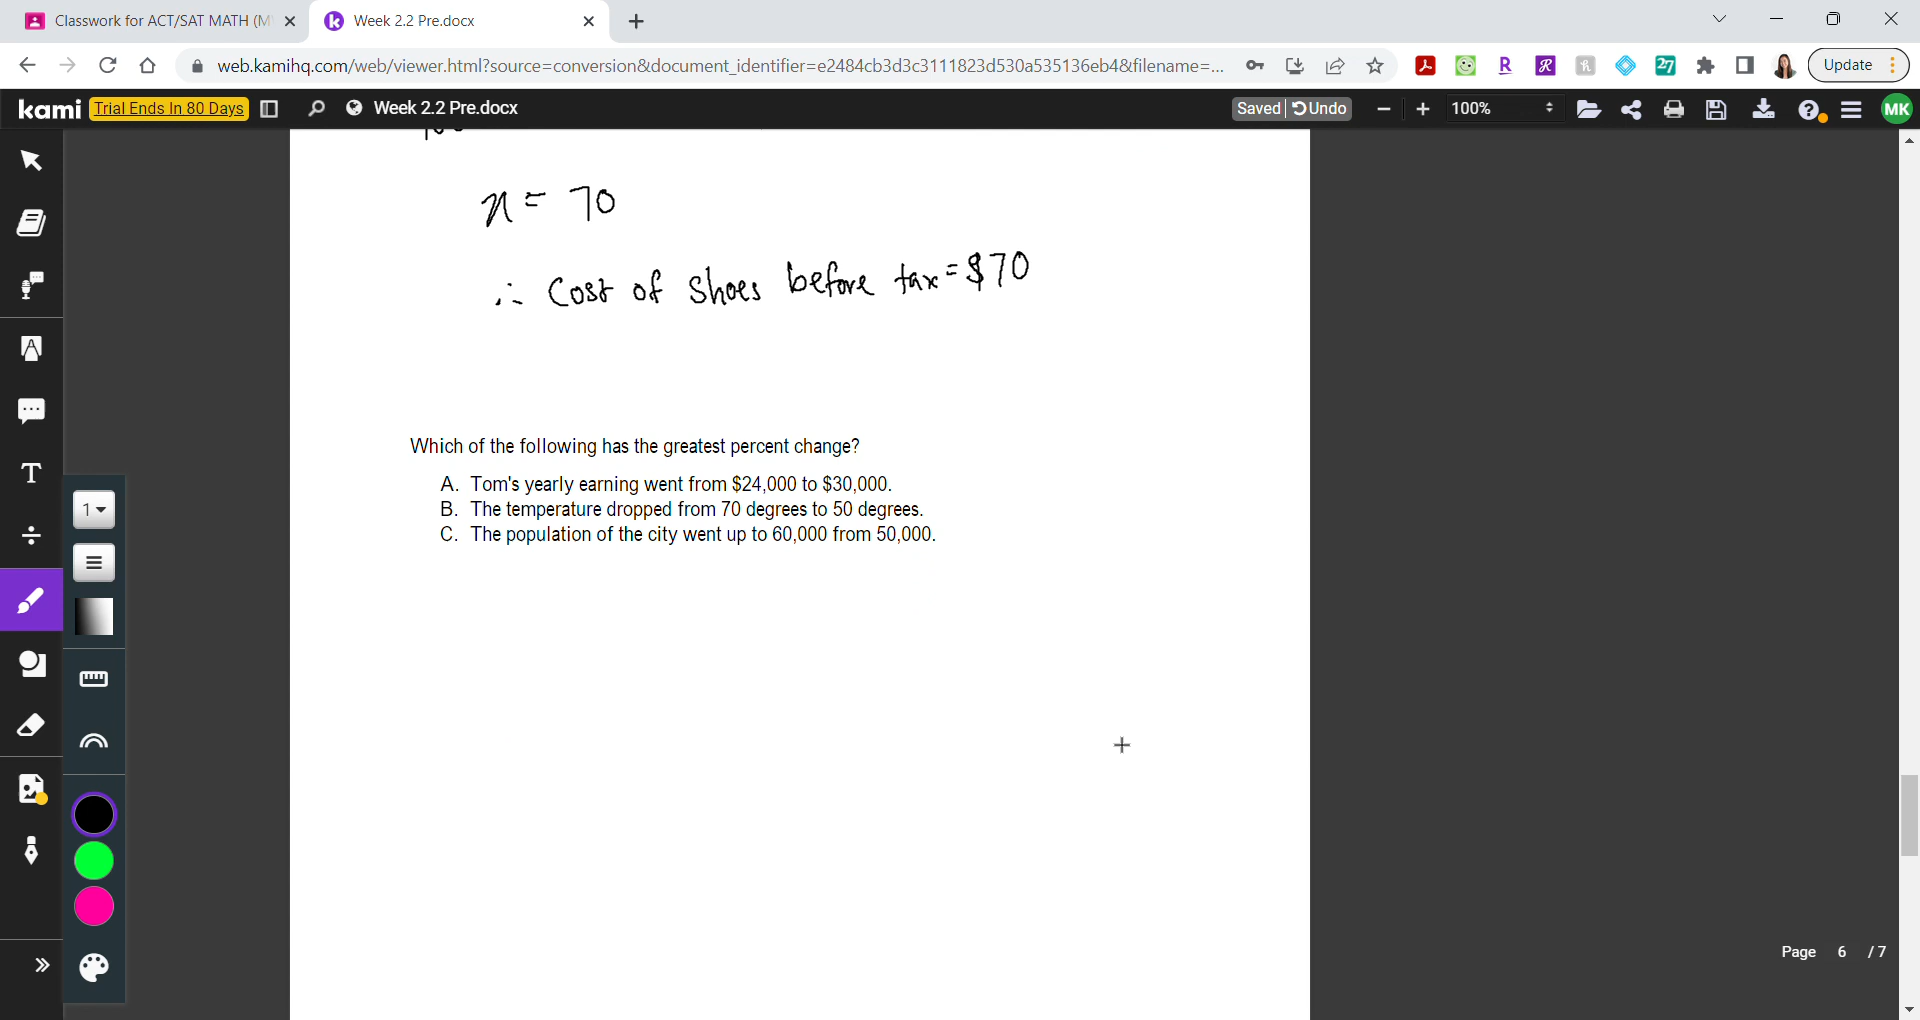 Classwork for ACT/SAT MATH (M
Week 2.2 Pre.docx
web.kamihq.com/web/viewer.html?source=conversion&document_identifier=e2484cb3d3c3111823d530a535136eb4&filename=...
Update
kami
Trial Ends In 80 Days
Week 2.2 Pre.docx
Saved
Undo
100%
MK
x = 70
∴ Cost of Shoes before tax = $70
Which of the following has the greatest percent change?
A. Tom's yearly earning went from $24,000 to $30,000.
B. The temperature dropped from 70 degrees to 50 degrees.
C. The population of the city went up to 60,000 from 50,000.
1
Page 6 / 7